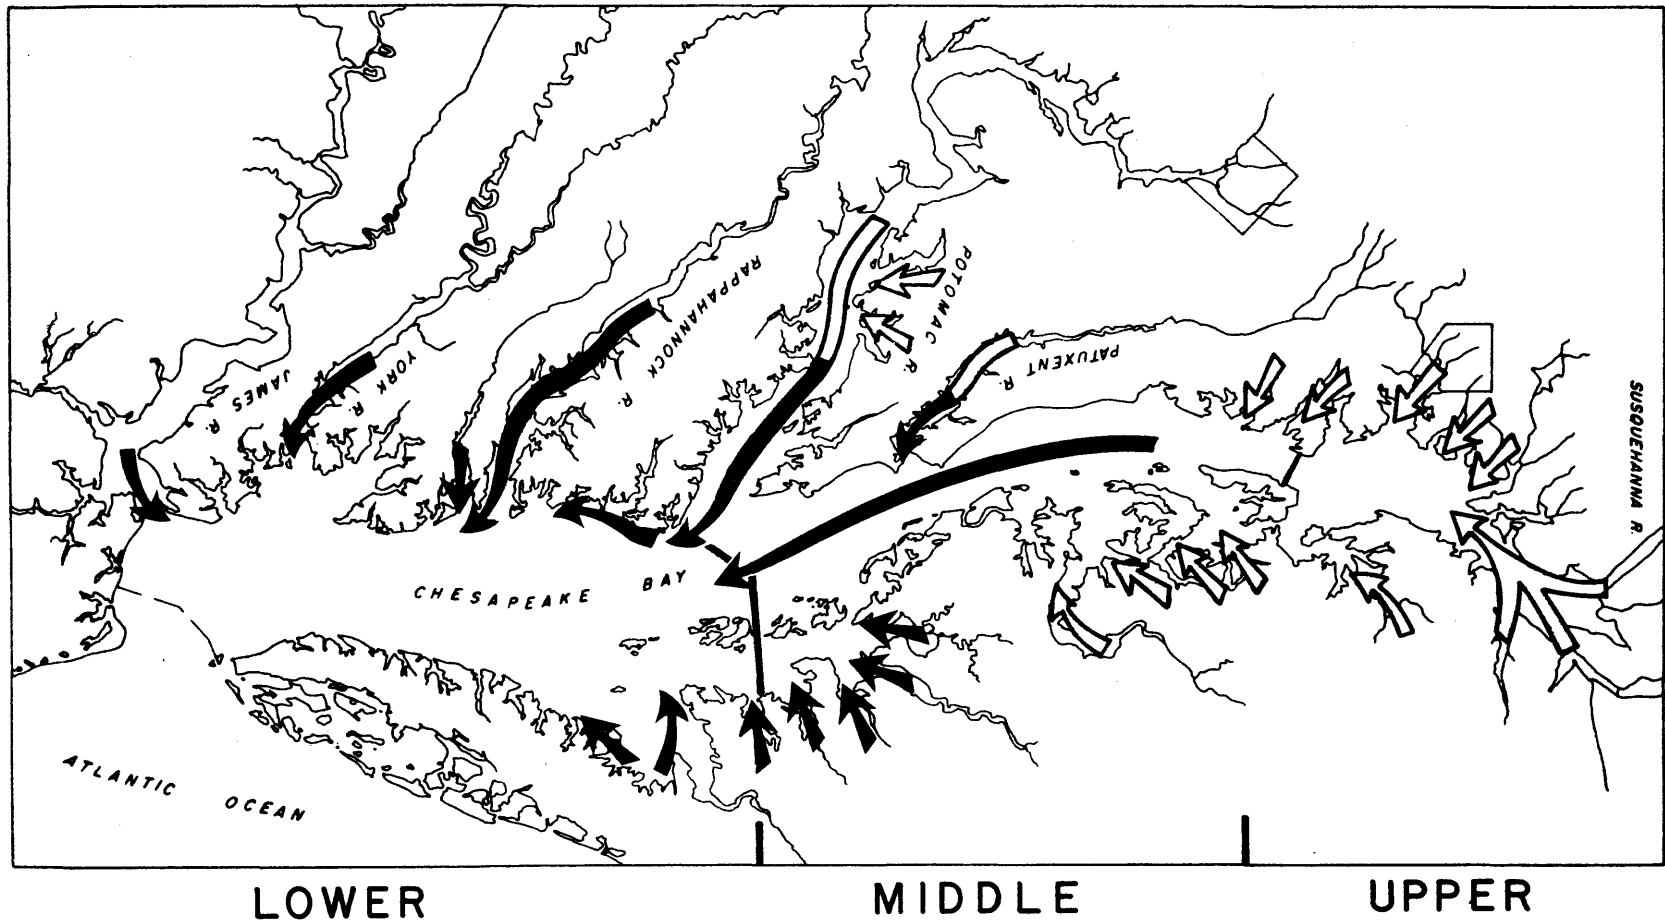 SUSQUEHANNA R.
POTOMAC R.
PATUXENT R.
RAPPAHANNOCK R.
YORK R.
JAMES R.
CHESAPEAKE BAY
ATLANTIC OCEAN
LOWER MIDDLE UPPER